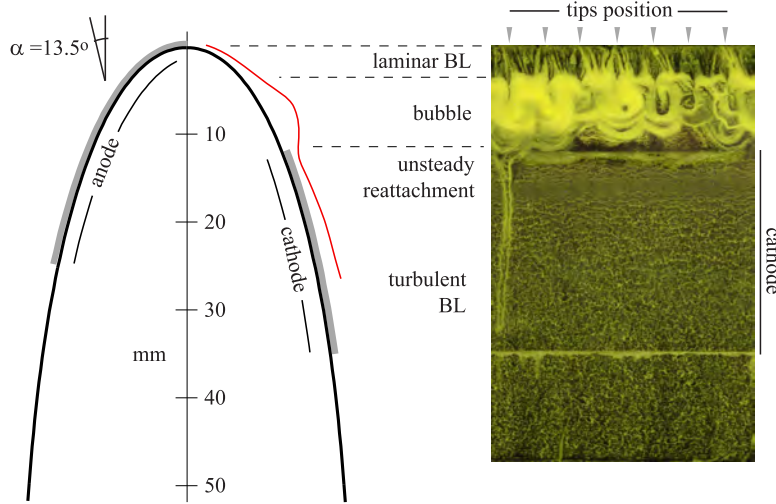 tips position
α =13.5º
laminar BL
bubble
10
anode
unsteady
reattachment
20
cathode
cathode
turbulent
BL
30
mm
40
50